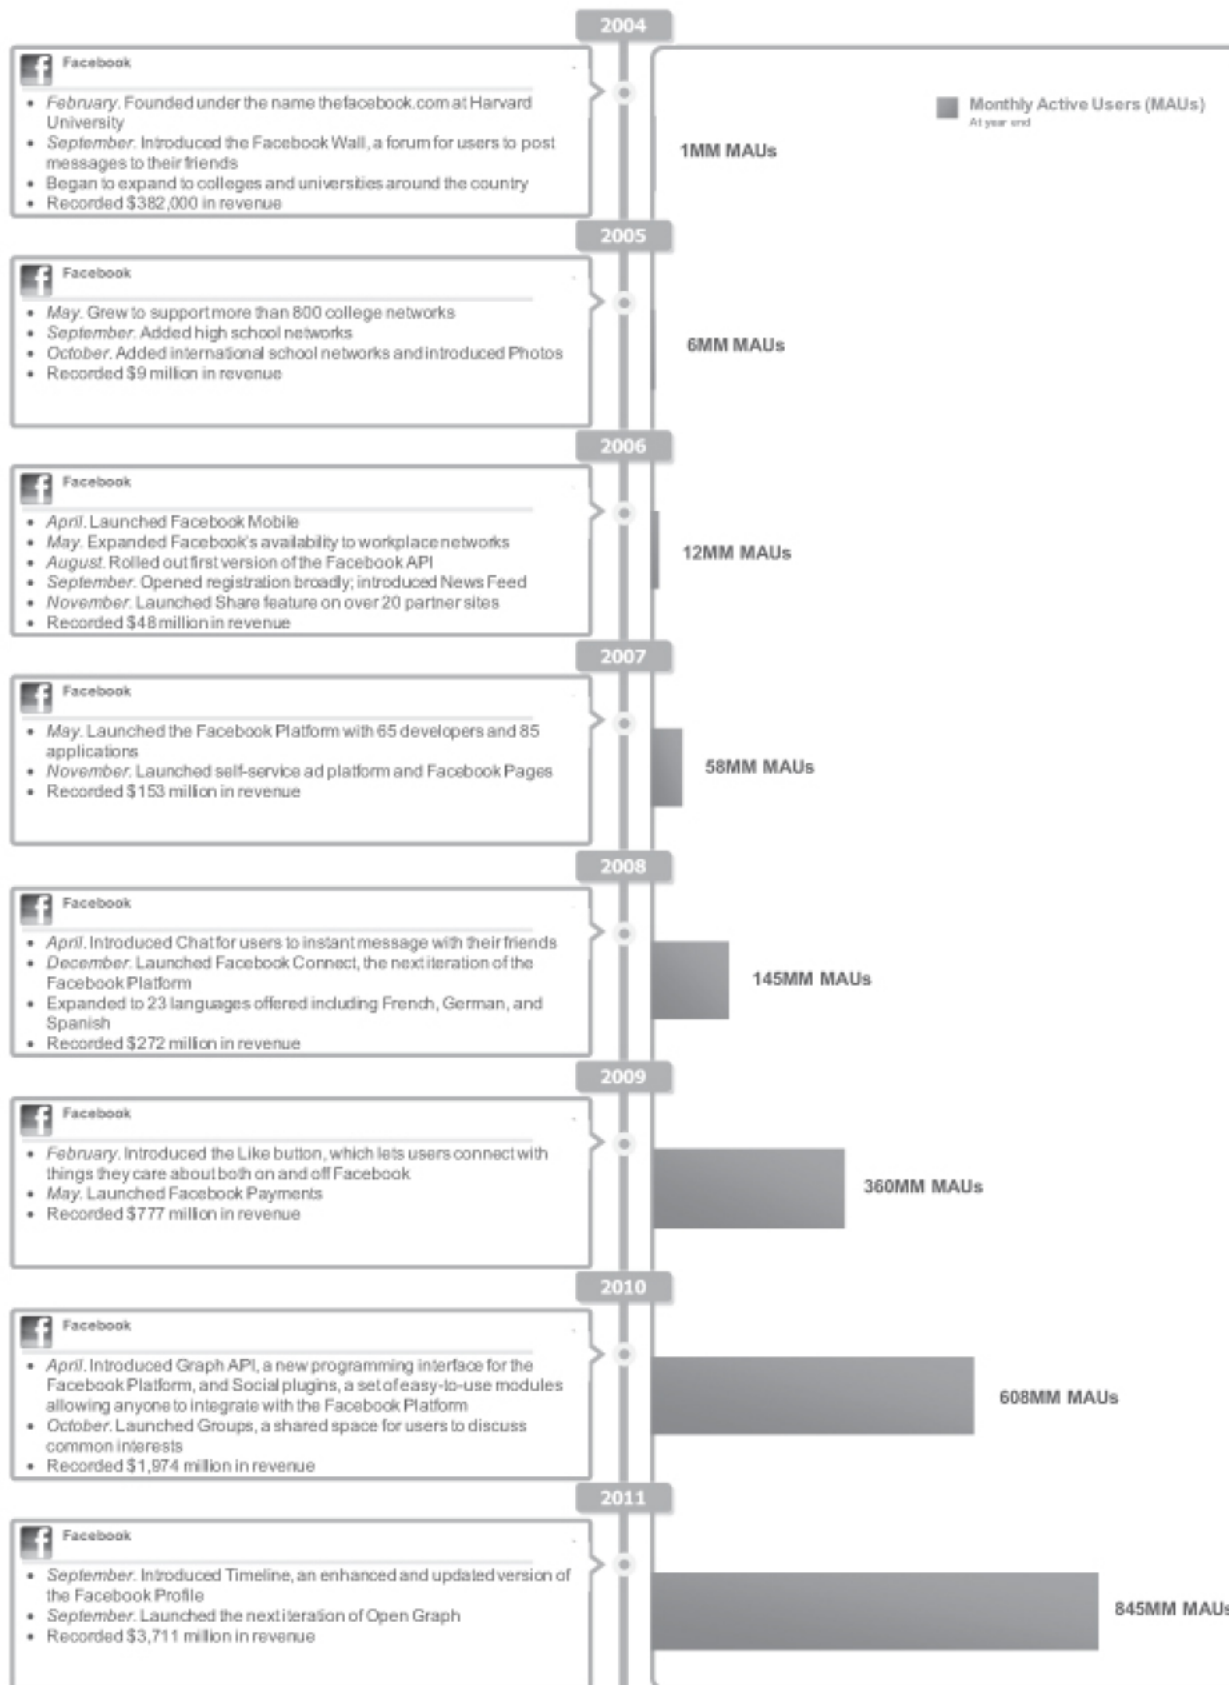 2004
Facebook
• February. Founded under the name thefacebook.com at Harvard
University
• September. Introduced the Facebook Wall, a forum for users to post
messages to their friends
• Began to expand to colleges and universities around the country
• Recorded $382,000 in revenue
Monthly Active Users (MAUs)
At year end
1MM MAUs
2005
Facebook
• May. Grew to support more than 800 college networks
• September. Added high school networks
• October. Added international school networks and introduced Photos
• Recorded $9 million in revenue
6MM MAUs
2006
Facebook
• April. Launched Facebook Mobile
• May. Expanded Facebook's availability to workplace networks
• August. Rolled out first version of the Facebook API
• September. Opened registration broadly; introduced News Feed
• November. Launched Share feature on over 20 partner sites
• Recorded $48 million in revenue
12MM MAUs
2007
Facebook
• May. Launched the Facebook Platform with 65 developers and 85
applications
• November. Launched self-service ad platform and Facebook Pages
• Recorded $153 million in revenue
58MM MAUs
2008
Facebook
• April. Introduced Chat for users to instant message with their friends
• December. Launched Facebook Connect, the next iteration of the
Facebook Platform
• Expanded to 23 languages offered including French, German, and
Spanish
• Recorded $272 million in revenue
145MM MAUs
2009
Facebook
• February. Introduced the Like button, which lets users connect with
things they care about both on and off Facebook
• May. Launched Facebook Payments
• Recorded $777 million in revenue
360MM MAUs
2010
Facebook
• April. Introduced Graph API, a new programming interface for the
Facebook Platform, and Social plugins, a set of easy-to-use modules
allowing anyone to integrate with the Facebook Platform
• October. Launched Groups, a shared space for users to discuss
common interests
• Recorded $1,974 million in revenue
608MM MAUs
2011
Facebook
• September. Introduced Timeline, an enhanced and updated version of
the Facebook Profile
• September. Launched the next iteration of Open Graph
• Recorded $3,711 million in revenue
845MM MAUs